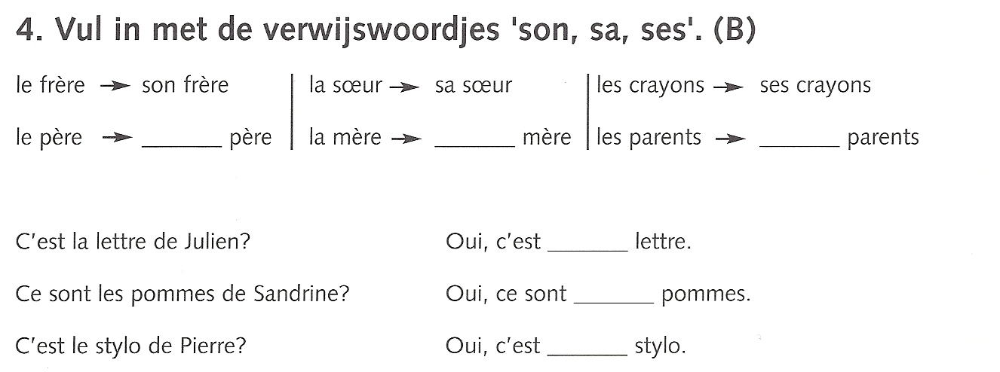 4. Vul in met de verwijswoordjes 'son, sa, ses'. (B)
le frère → son frère | la sœur → sa sœur | les crayons → ses crayons
le père → _______ père | la mère → _______ mère | les parents → _______ parents
C'est la lettre de Julien? Oui, c'est _______ lettre.
Ce sont les pommes de Sandrine? Oui, ce sont _______ pommes.
C'est le stylo de Pierre? Oui, c'est _______ stylo.